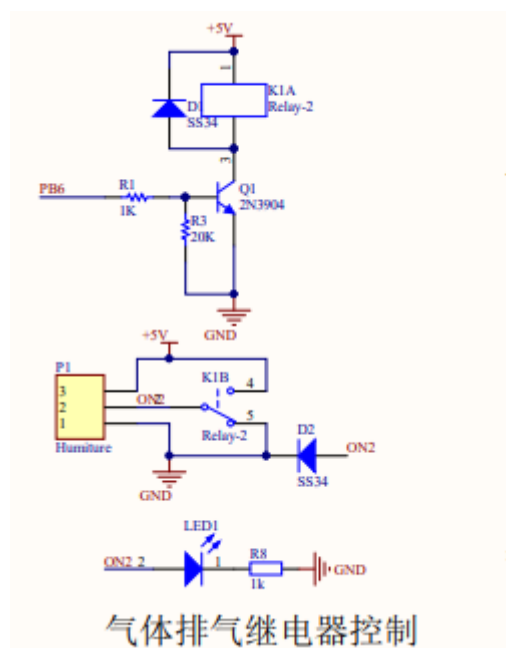 +5V
1
K1A
Relay-2
SS34
3
PB6
R1
1K
Q1
2N3904
R3
20K
GND
+5V
P1
3
2
1
Humiture
K1B
4
5
Relay-2
GND
D2
ON2
SS34
LED1
ON2 2
1
R8
1k
GND
气体排气继电器控制